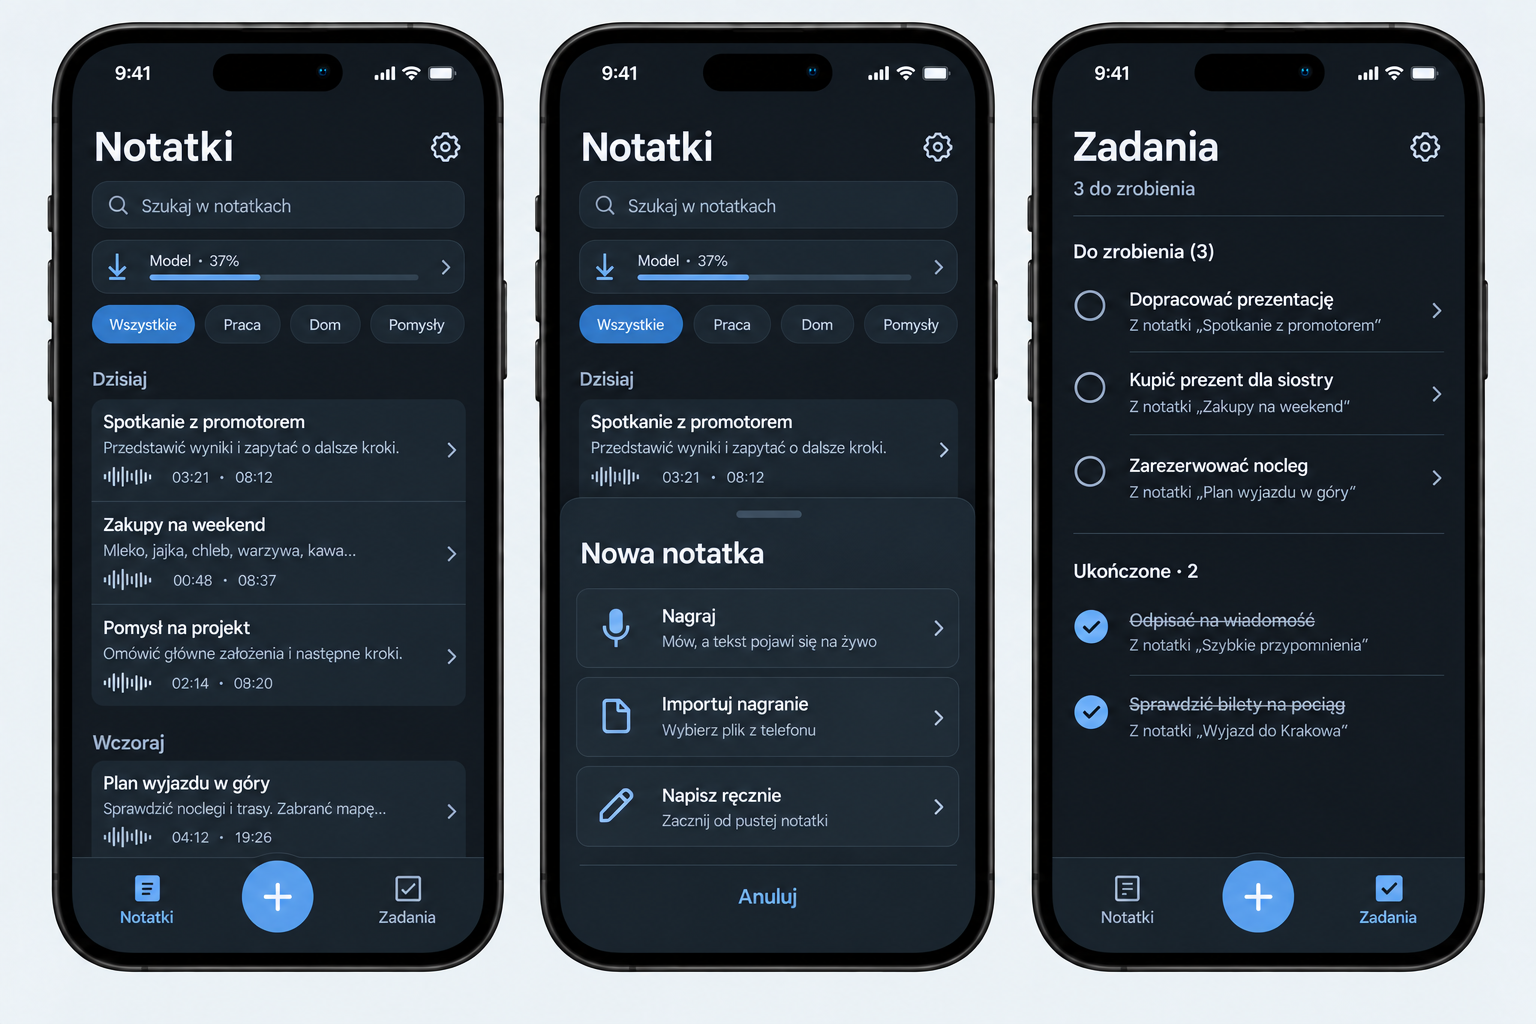 9:41
Notatki
Szukaj w notatkach
Model · 37%
Wszystkie Praca Dom Pomysły
Dzisiaj
Spotkanie z promotorem
Przedstawić wyniki i zapytać o dalsze kroki.
03:21 · 08:12
Zakupy na weekend
Mleko, jajka, chleb, warzywa, kawa...
00:48 · 08:37
Pomysł na projekt
Omówić główne założenia i następne kroki.
02:14 · 08:20
Wczoraj
Plan wyjazdu w góry
Sprawdzić noclegi i trasy. Zabranć mapę...
04:12 · 19:26
Notatki Zadania
9:41
Notatki
Szukaj w notatkach
Model · 37%
Wszystkie Praca Dom Pomysły
Dzisiaj
Spotkanie z promotorem
Przedstawić wyniki i zapytać o dalsze kroki.
03:21 · 08:12
Nowa notatka
Nagraj
Mów, a tekst pojawi się na żywo
Importuj nagranie
Wybierz plik z telefonu
Napisz ręcznie
Zacznij od pustej notatki
Anuluj
9:41
Zadania
3 do zrobienia
Do zrobienia (3)
Dopracować prezentację
Z notatki „Spotkanie z promotorem”
Kupić prezent dla siostry
Z notatki „Zakupy na weekend”
Zarezerwować nocleg
Z notatki „Plan wyjazdu w góry”
Ukończone · 2
Odpisać na wiadomość
Z notatki „Szybkie przypomnienia”
Sprawdzić bilety na pociąg
Z notatki „Wyjazd do Krakowa”
Notatki Zadania